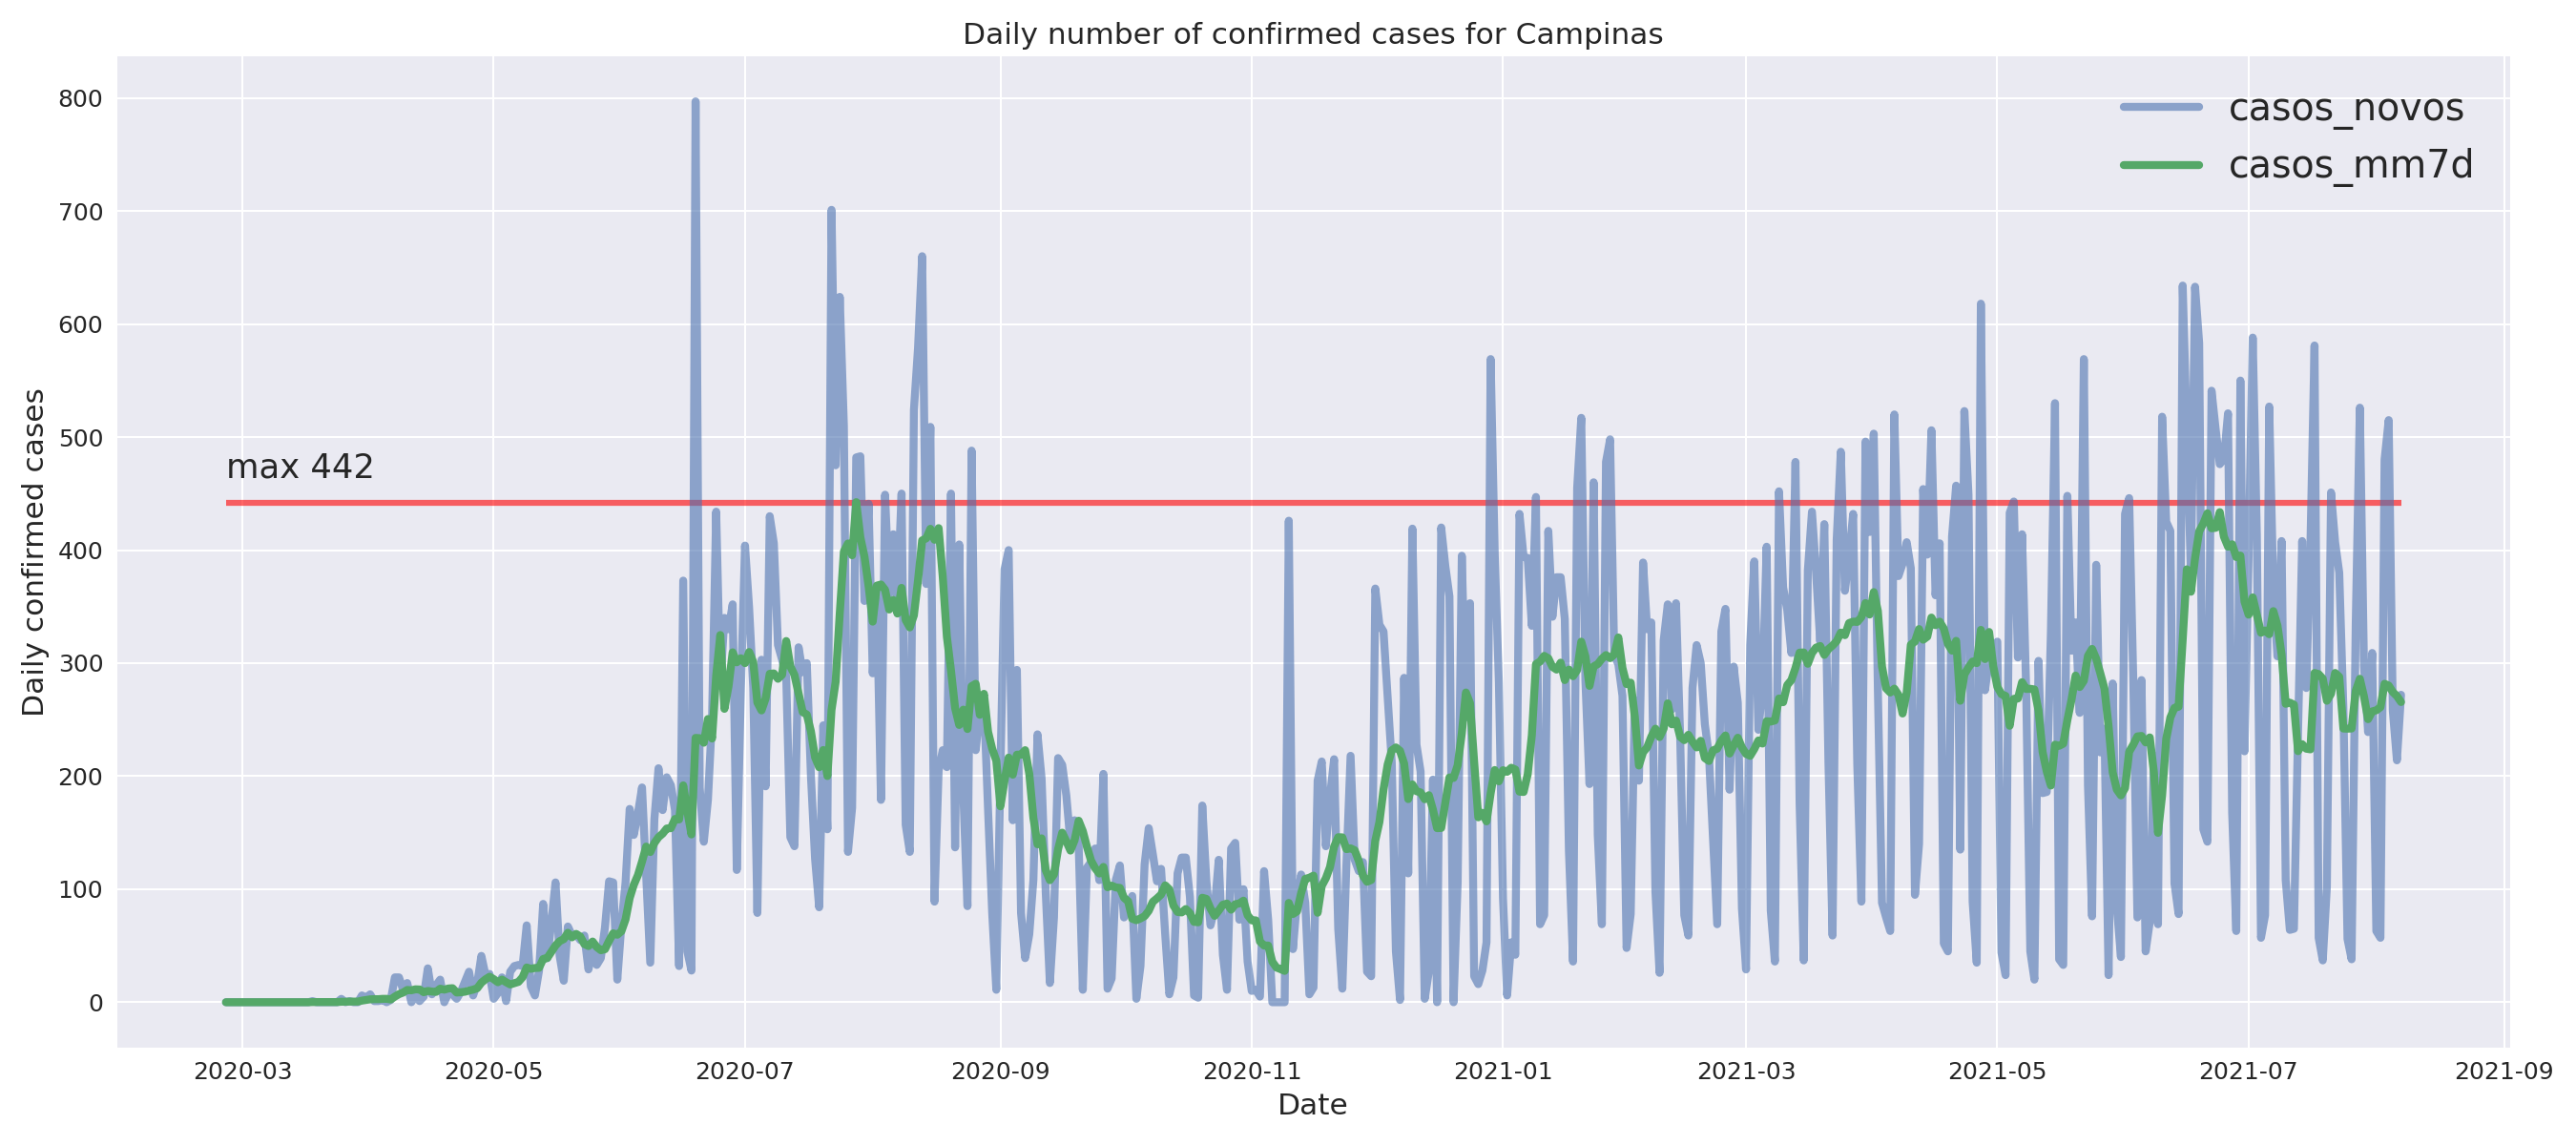 Daily number of confirmed cases for Campinas
casos_novos
casos_mm7d
max 442
Daily confirmed cases
800
700
600
500
400
300
200
100
0
2020-03 2020-05 2020-07 2020-09 2020-11 2021-01 2021-03 2021-05 2021-07 2021-09
Date